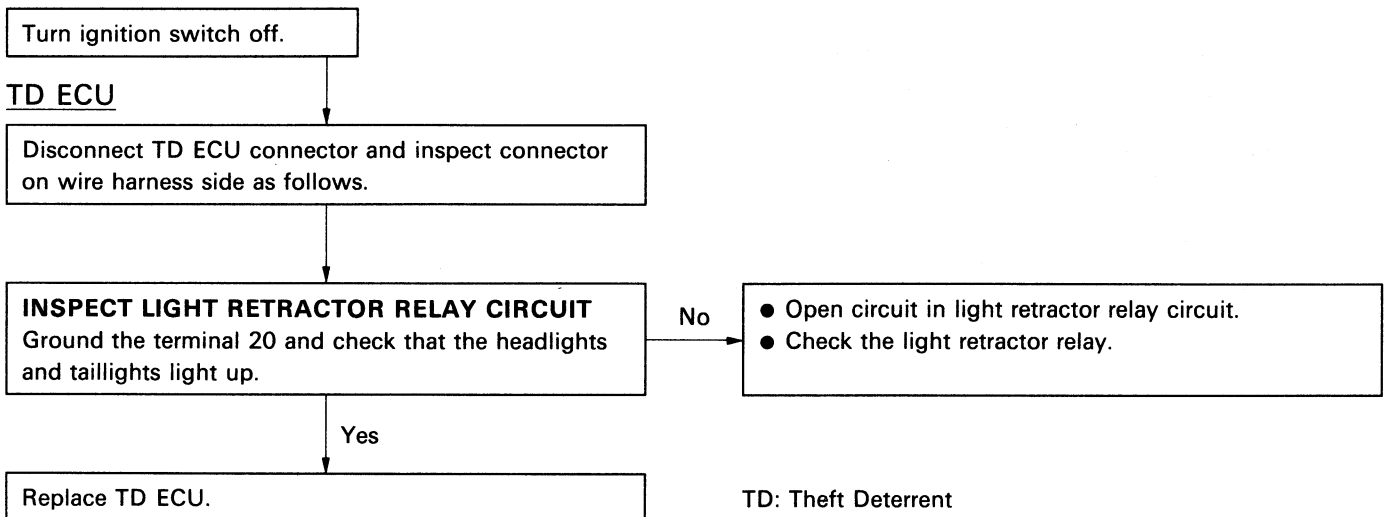 Turn ignition switch off.
TD ECU
Disconnect TD ECU connector and inspect connector
on wire harness side as follows.
INSPECT LIGHT RETRACTOR RELAY CIRCUIT
Ground the terminal 20 and check that the headlights
and taillights light up.
No
● Open circuit in light retractor relay circuit.
● Check the light retractor relay.
Yes
Replace TD ECU.
TD: Theft Deterrent